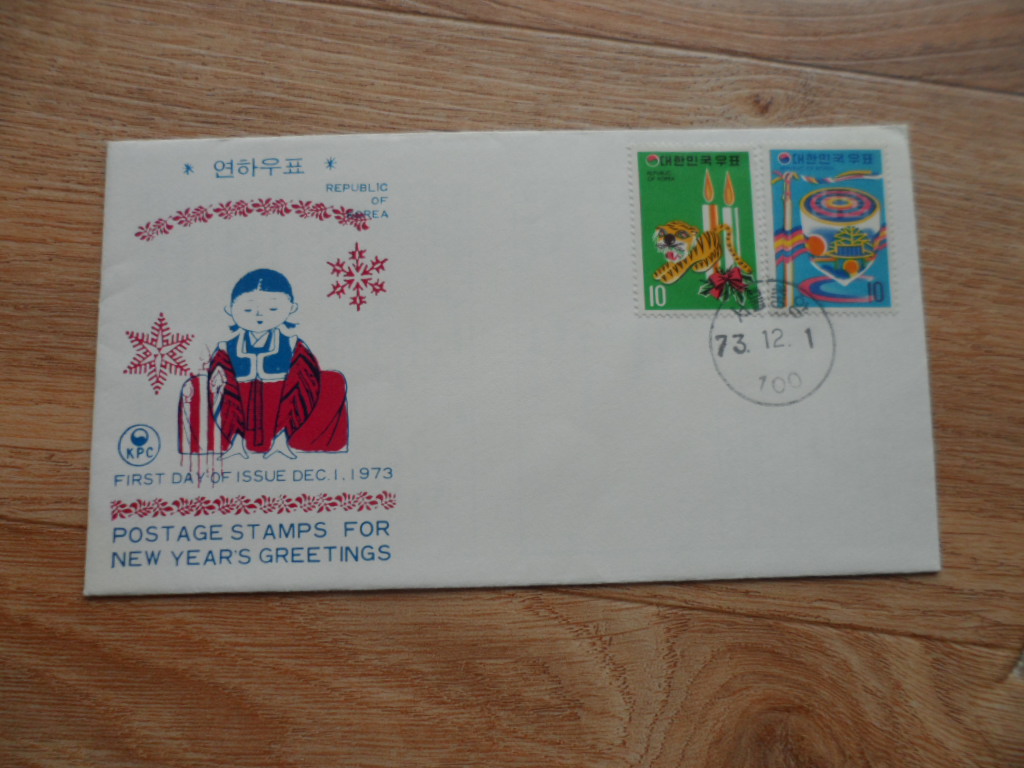 * 연하우표 *
REPUBLIC
OF
KOREA
KPC
FIRST DAY OF ISSUE DEC. 1. 1973
POSTAGE STAMPS FOR
NEW YEAR'S GREETINGS
대한민국우표
REPUBLIC
OF KOREA
10
대한민국우표
10
73. 12. 1
100